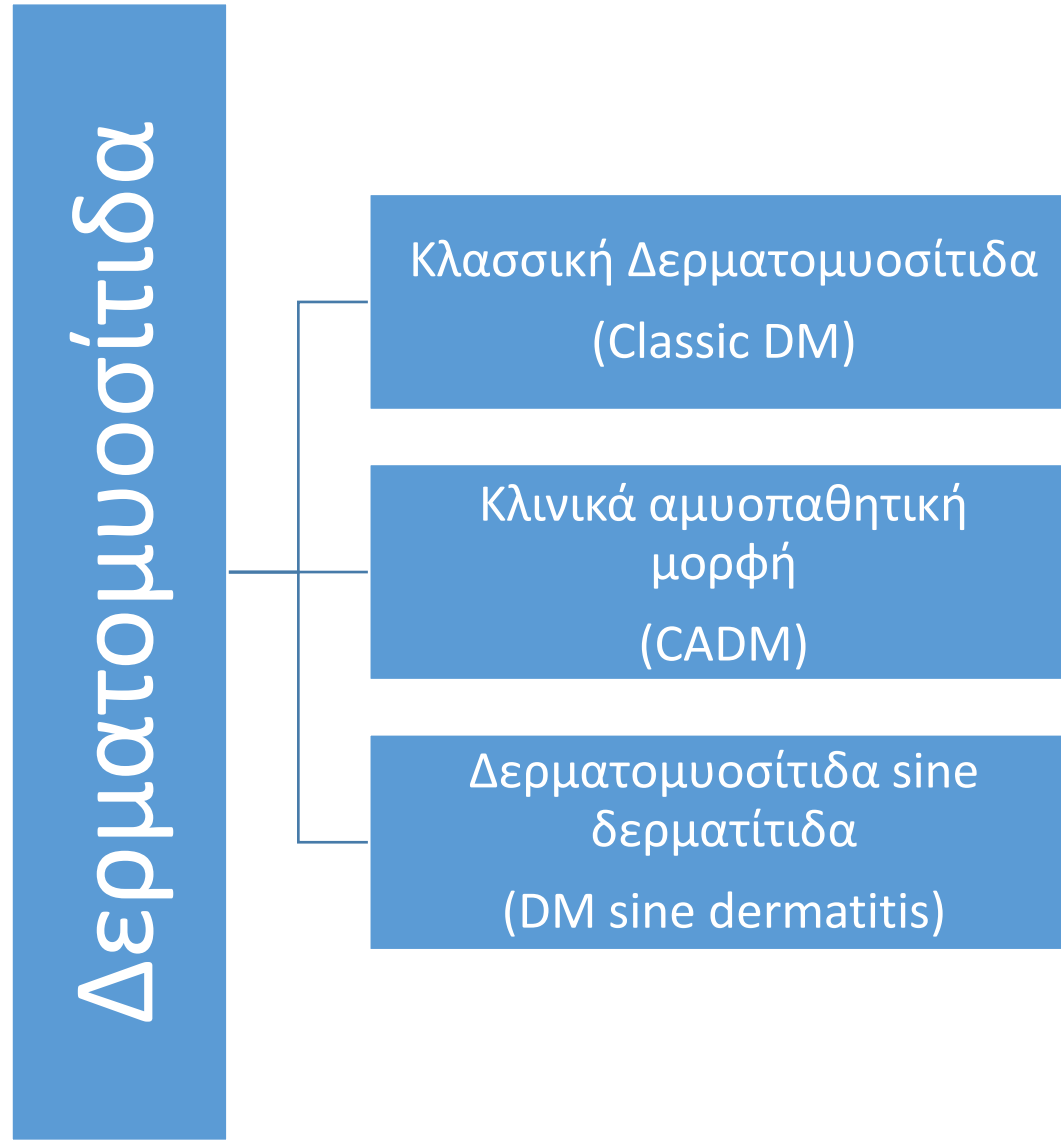 Δερματομυοσίτιδα
Κλασσική Δερματομυοσίτιδα
(Classic DM)
Κλινικά αμυοπαθητική
μορφή
(CADM)
Δερματομυοσίτιδα sine
δερματίτιδα
(DM sine dermatitis)